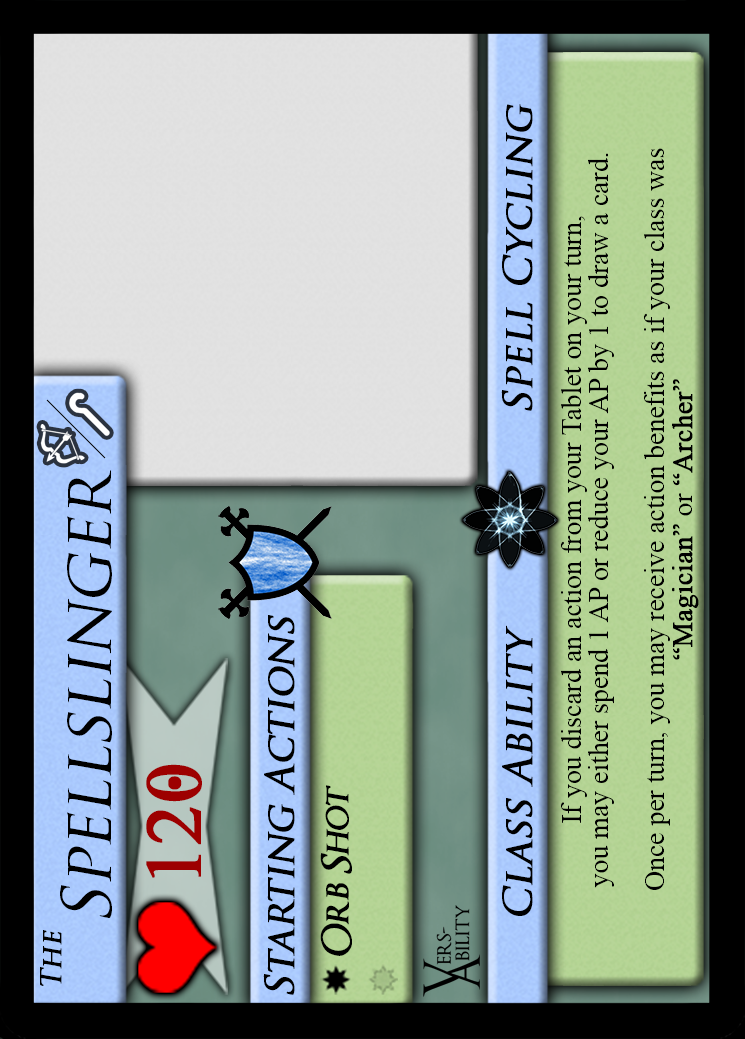 THE
SPELLSLINGER
120
STARTING ACTIONS
ORB SHOT
VERS-
ABILITY
CLASS ABILITY SPELL CYCLING
If you discard an action from your Tablet on your turn,
you may either spend 1 AP or reduce your AP by 1 to draw a card.
Once per turn, you may receive action benefits as if your class was
“Magician” or “Archer”